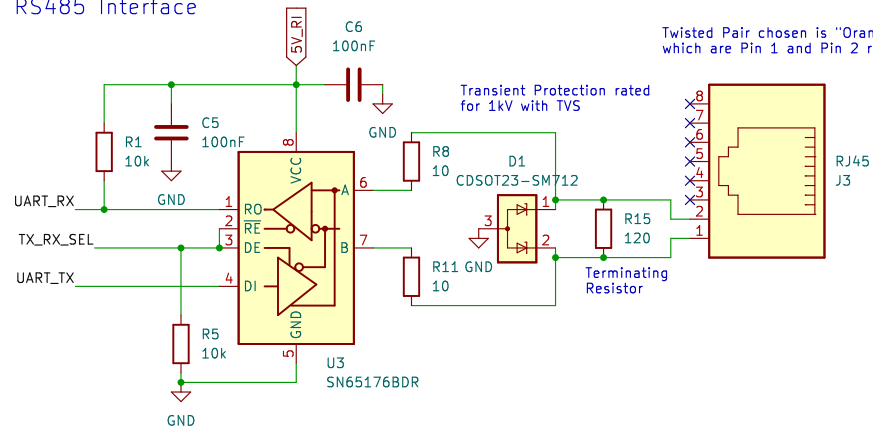 RS485 Interface
5V_RI
C6
100nF
GND
Twisted Pair chosen is "Oran
which are Pin 1 and Pin 2 r
Transient Protection rated
for 1kV with TVS
R1
10k
C5
100nF
GND
8
VCC
R8
10
D1
CDSOT23-SM712
8
7
6
5
4
3
2
1
RJ45
J3
UART_RX
1
RO
A
6
2
RE
TX_RX_SEL
3
DE
B
7
UART_TX
4
DI
GND
5
3
1
2
GND
R15
120
R11
10
Terminating
Resistor
R5
10k
U3
SN65176BDR
GND